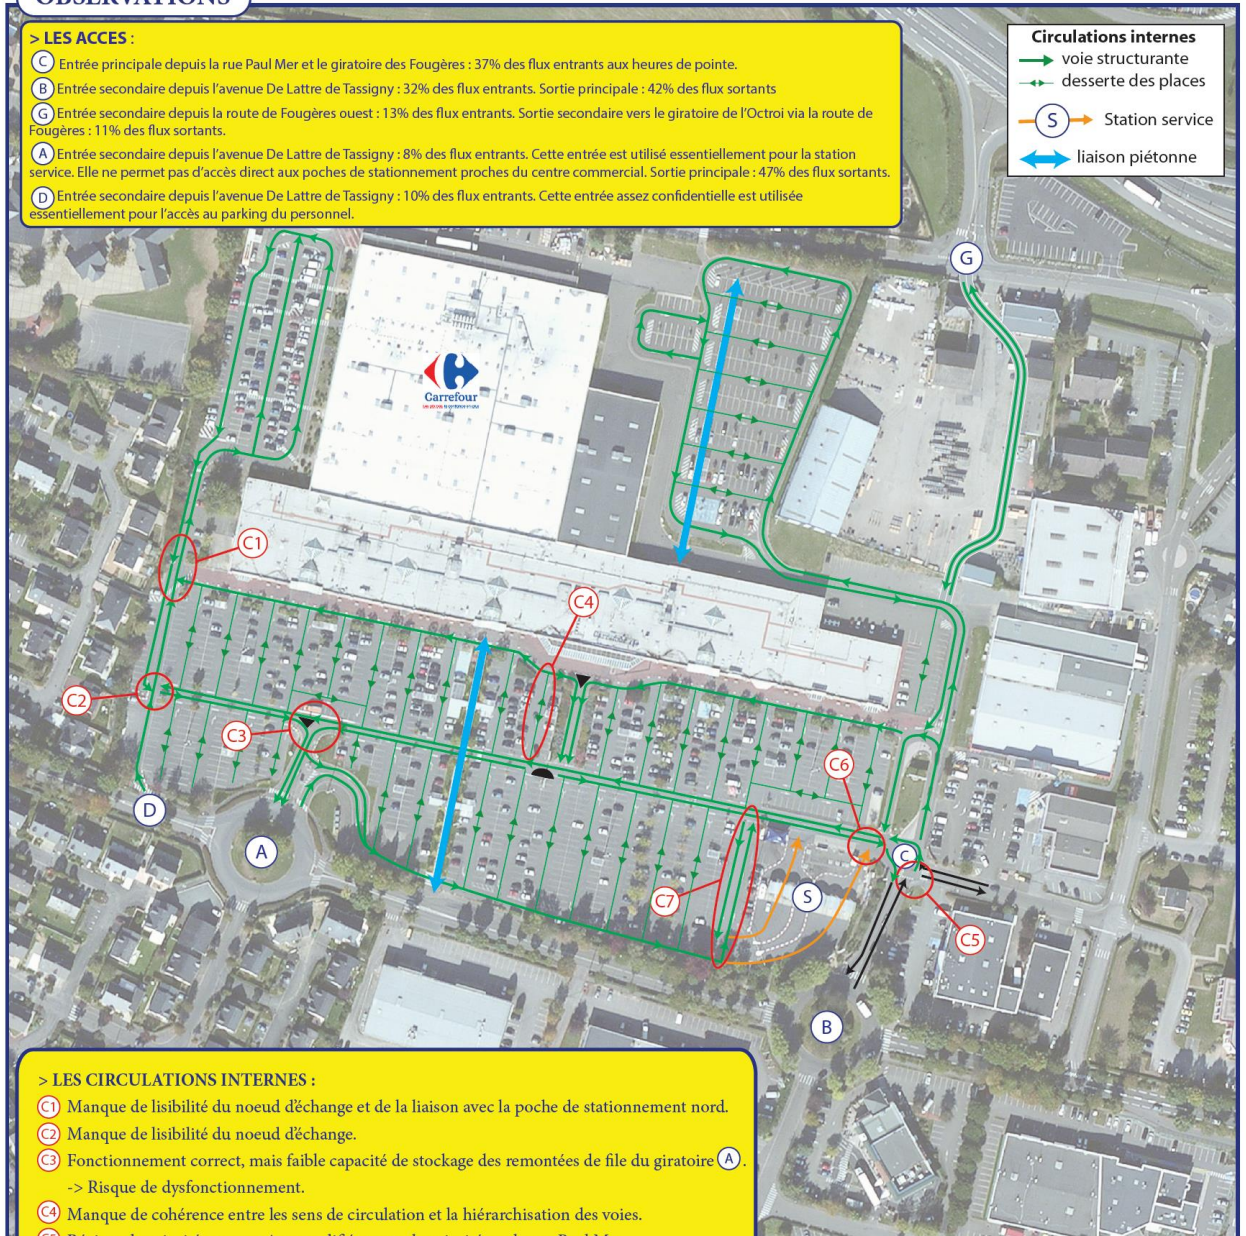 OBSERVATIONS
> LES ACCES :
C Entrée principale depuis la rue Paul Mer et le giratoire des Fougères : 37% des flux entrants aux heures de pointe.
B Entrée secondaire depuis l'avenue De Lattre de Tassigny : 32% des flux entrants. Sortie principale : 42% des flux sortants
G Entrée secondaire depuis la route de Fougères ouest : 13% des flux entrants. Sortie secondaire vers le giratoire de l'Octroi via la route de
Fougères : 11% des flux sortants.
A Entrée secondaire depuis l'avenue De Lattre de Tassigny : 8% des flux entrants. Cette entrée est utilisé essentiellement pour la station
service. Elle ne permet pas d'accès direct aux poches de stationnement proches du centre commercial. Sortie principale : 47% des flux sortants.
D Entrée secondaire depuis l'avenue De Lattre de Tassigny : 10% des flux entrants. Cette entrée assez confidentielle est utilisée
essentiellement pour l'accès au parking du personnel.
Circulations internes
voie structurante
desserte des places
S Station service
liaison piétonne
G
Carrefour
C1
C4
C2
C3
C6
D
A
C
C7
S
C5
B
> LES CIRCULATIONS INTERNES :
C1 Manque de lisibilité du noeud d'échange et de la liaison avec la poche de stationnement nord.
C2 Manque de lisibilité du noeud d'échange.
C3 Fonctionnement correct, mais faible capacité de stockage des remontées de file du giratoire A .
-> Risque de dysfonctionnement.
C4 Manque de cohérence entre les sens de circulation et la hiérarchisation des voies.